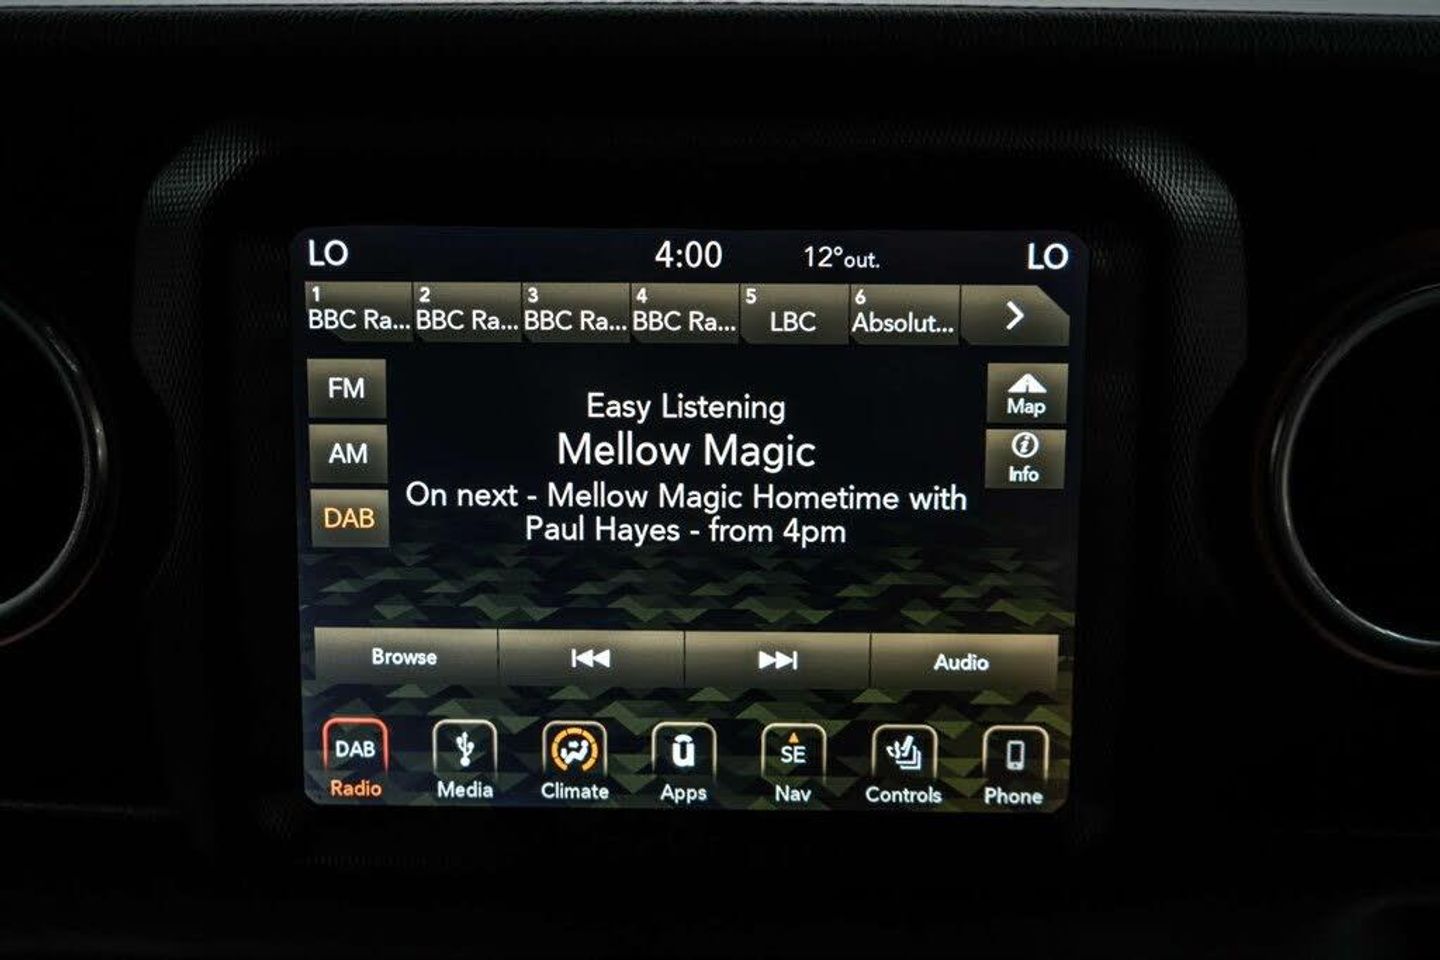 LO 4:00 12°out. LO
1 2 3 4 5 6
BBC Ra... BBC Ra... BBC Ra... BBC Ra... LBC Absolut...
FM
AM
DAB
Easy Listening
Mellow Magic
On next - Mellow Magic Hometime with
Paul Hayes - from 4pm
Map
Info
Browse Audio
DAB SE
Radio Media Climate Apps Nav Controls Phone